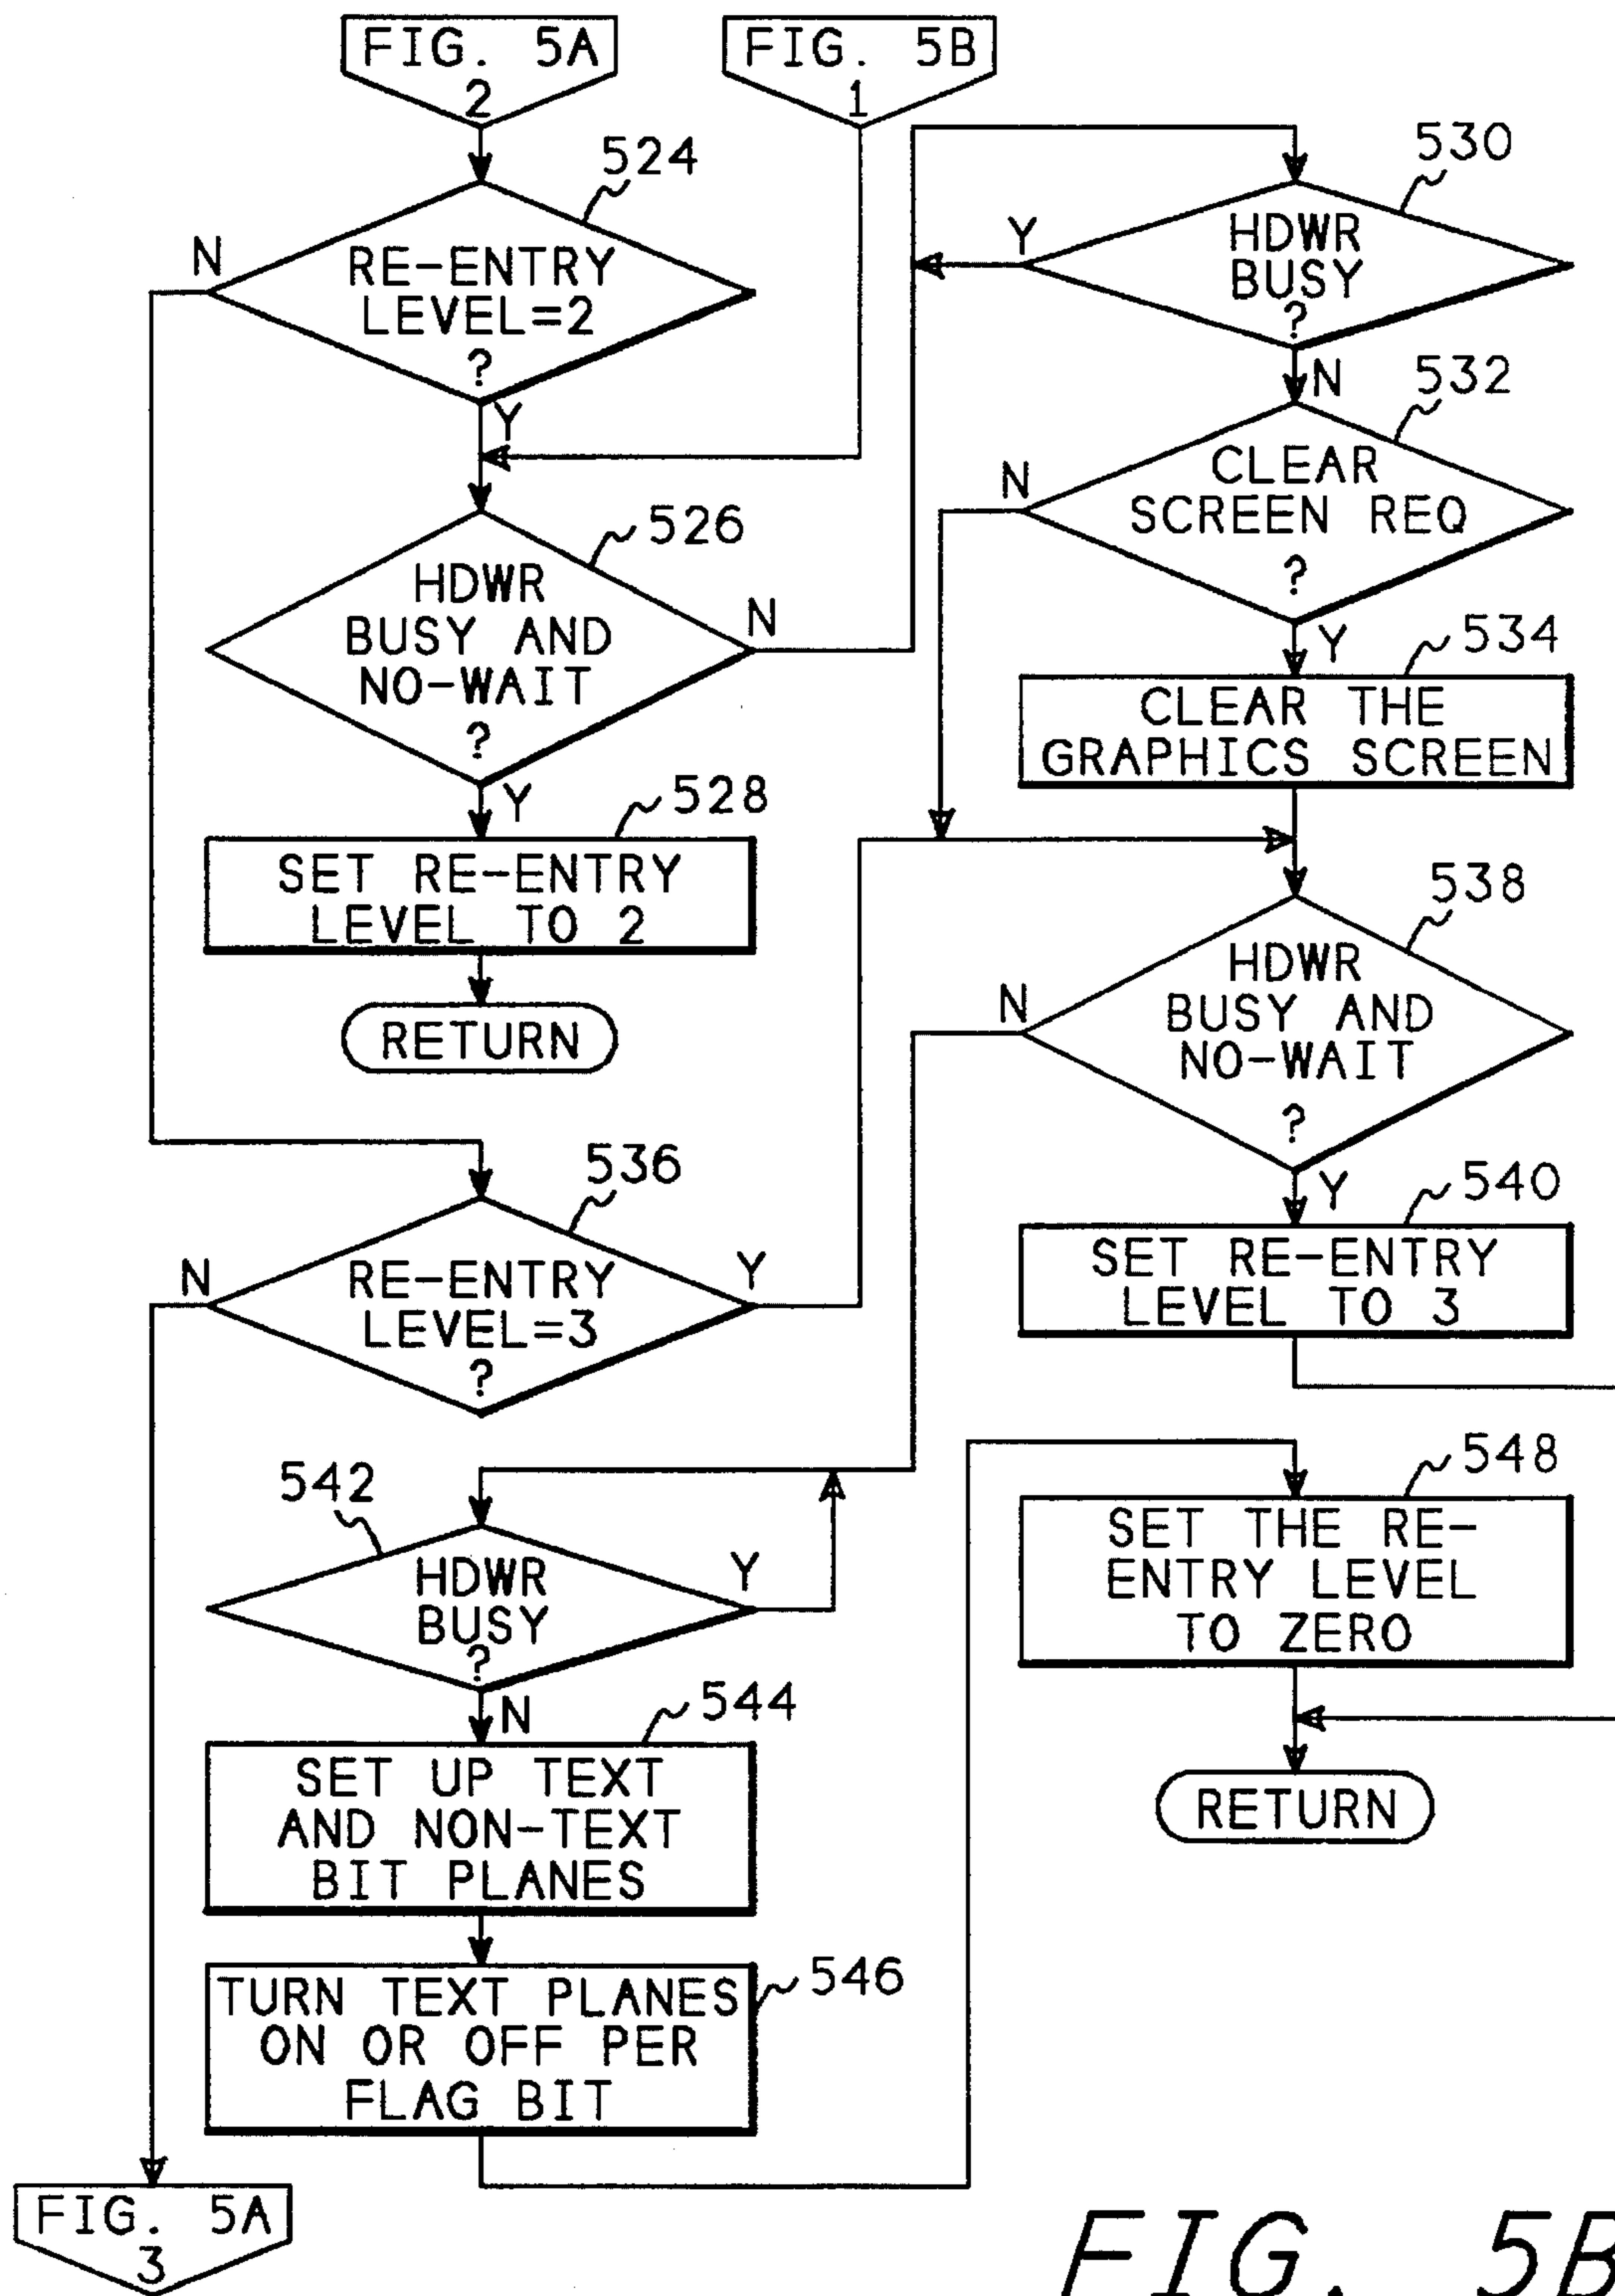 FIG. 5A
2
FIG. 5B
1
524
N
RE-ENTRY
LEVEL=2
?
Y
526
HDWR
BUSY AND
NO-WAIT
?
N
Y
528
SET RE-ENTRY
LEVEL TO 2
RETURN
530
Y
HDWR
BUSY
?
N
532
CLEAR
SCREEN REQ
?
N
Y
534
CLEAR THE
GRAPHICS SCREEN
536
N
RE-ENTRY
LEVEL=3
?
Y
538
N
HDWR
BUSY AND
NO-WAIT
?
Y
540
SET RE-ENTRY
LEVEL TO 3
542
HDWR
BUSY
?
Y
N
544
SET UP TEXT
AND NON-TEXT
BIT PLANES
546
TURN TEXT PLANES
ON OR OFF PER
FLAG BIT
548
SET THE RE-
ENTRY LEVEL
TO ZERO
RETURN
FIG. 5A
3
FIG. 5B